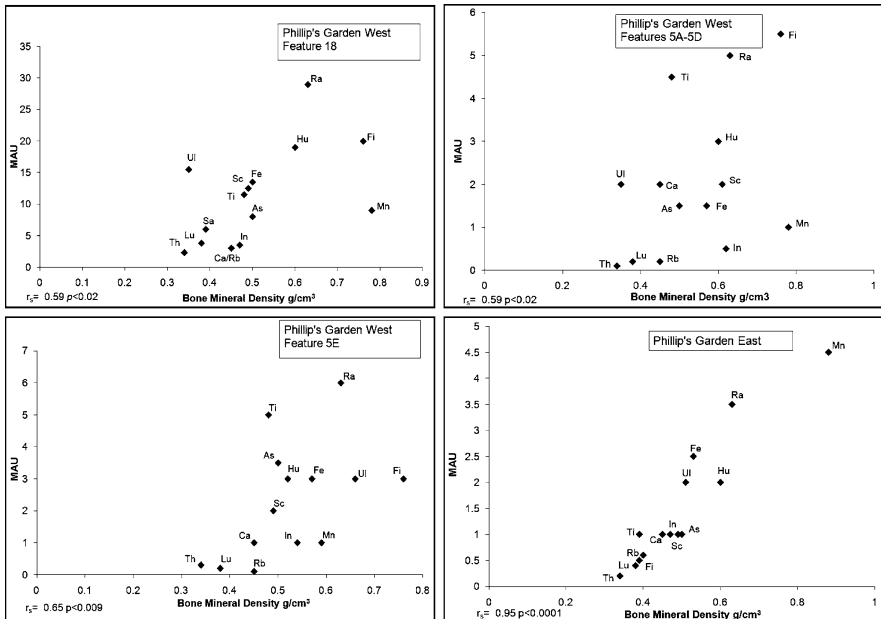 Phillip's Garden West
Feature 18
MAU
35
30
25
20
15
10
5
0
Ra
Hu
Fi
Ul
Sc
Fe
Ti
As
Mn
Sa
Lu
In
Th
Ca/Rb
0
0.1
0.2
0.3
0.4
0.5
0.6
0.7
0.8
0.9
Bone Mineral Density g/cm³
rs= 0.59 p<0.02
Phillip's Garden West
Features 5A-5D
MAU
6
5
4
3
2
1
0
Fi
Ra
Ti
Hu
Ul
Ca
Sc
As
Fe
Mn
In
Lu
Rb
Th
0
0.2
0.4
0.6
0.8
1
Bone Mineral Density g/cm3
rs= 0.59 p<0.02
Phillip's Garden West
Feature 5E
MAU
7
6
5
4
3
2
1
0
Ra
Ti
As
Hu
Fe
Ul
Fi
Sc
Ca
In
Mn
Th
Lu
Rb
0
0.1
0.2
0.3
0.4
0.5
0.6
0.7
0.8
Bone Mineral Density g/cm³
rs= 0.65 p<0.009
Phillip's Garden East
MAU
4.5
4
3.5
3
2.5
2
1.5
1
0.5
0
Mn
Ra
Fe
Ul
Hu
Ti
In
As
Ca
Sc
Rb
Lu
Fi
Th
0
0.2
0.4
0.6
0.8
1
Bone Mineral Density g/cm³
rs= 0.95 p<0.0001